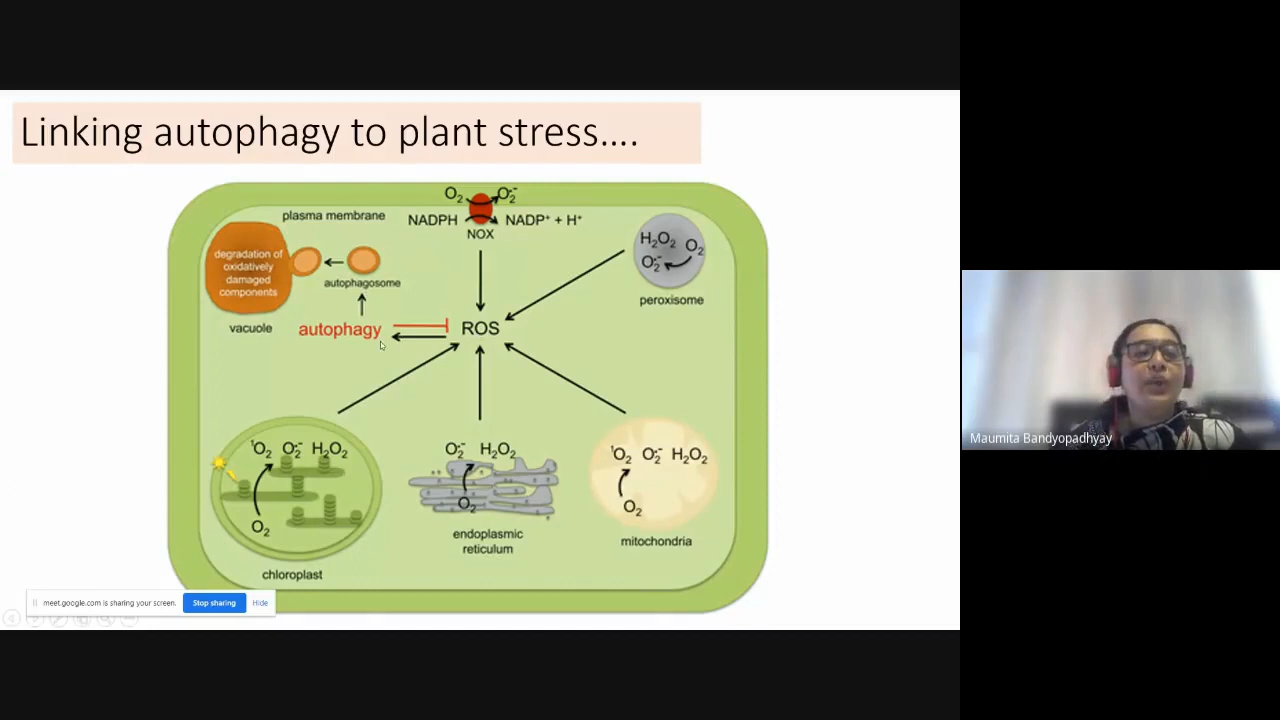 Linking autophagy to plant stress....
O₂ O₂·⁻
plasma membrane
NADPH NADP⁺ + H⁺
NOX
degradation of
oxidatively
damaged
components
autophagosome
H₂O₂ O₂
O₂·⁻
peroxisome
vacuole
autophagy
ROS
¹O₂ O₂·⁻ H₂O₂
O₂
chloroplast
O₂·⁻ H₂O₂
O₂
endoplasmic
reticulum
¹O₂ O₂·⁻ H₂O₂
O₂
mitochondria
meet.google.com is sharing your screen.
Stop sharing
Hide
Maumita Bandyopadhyay